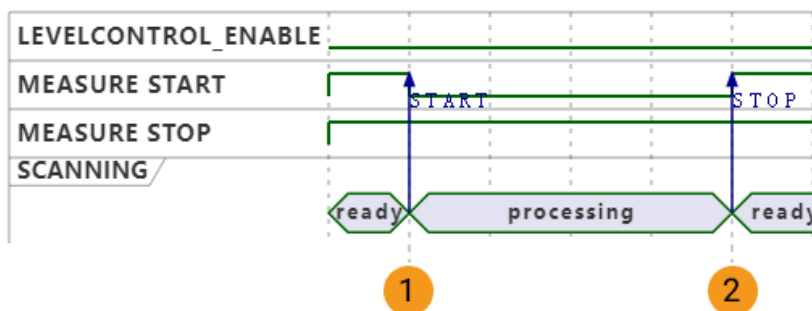 LEVELCONTROL_ENABLE
MEASURE START
START
STOP
MEASURE STOP
SCANNING
ready
processing
ready
1
2